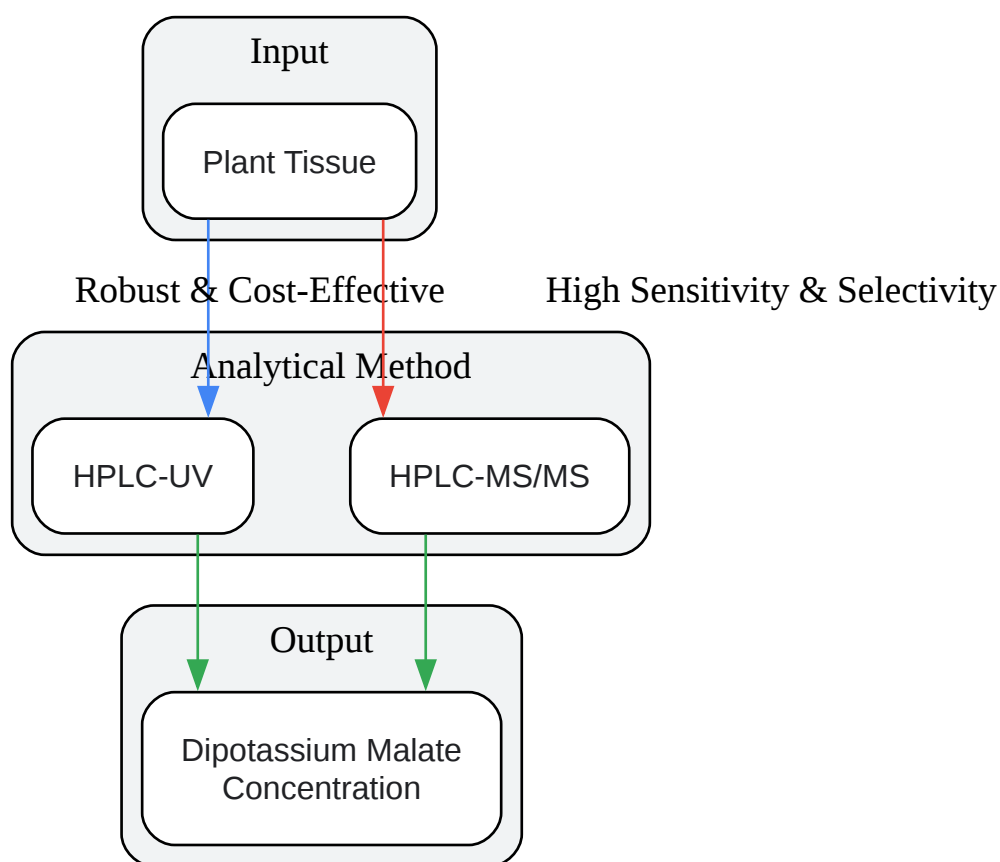 Input
Plant Tissue
Robust & Cost-Effective
High Sensitivity & Selectivity
Analytical Method
HPLC-UV
HPLC-MS/MS
Output
Dipotassium Malate
Concentration